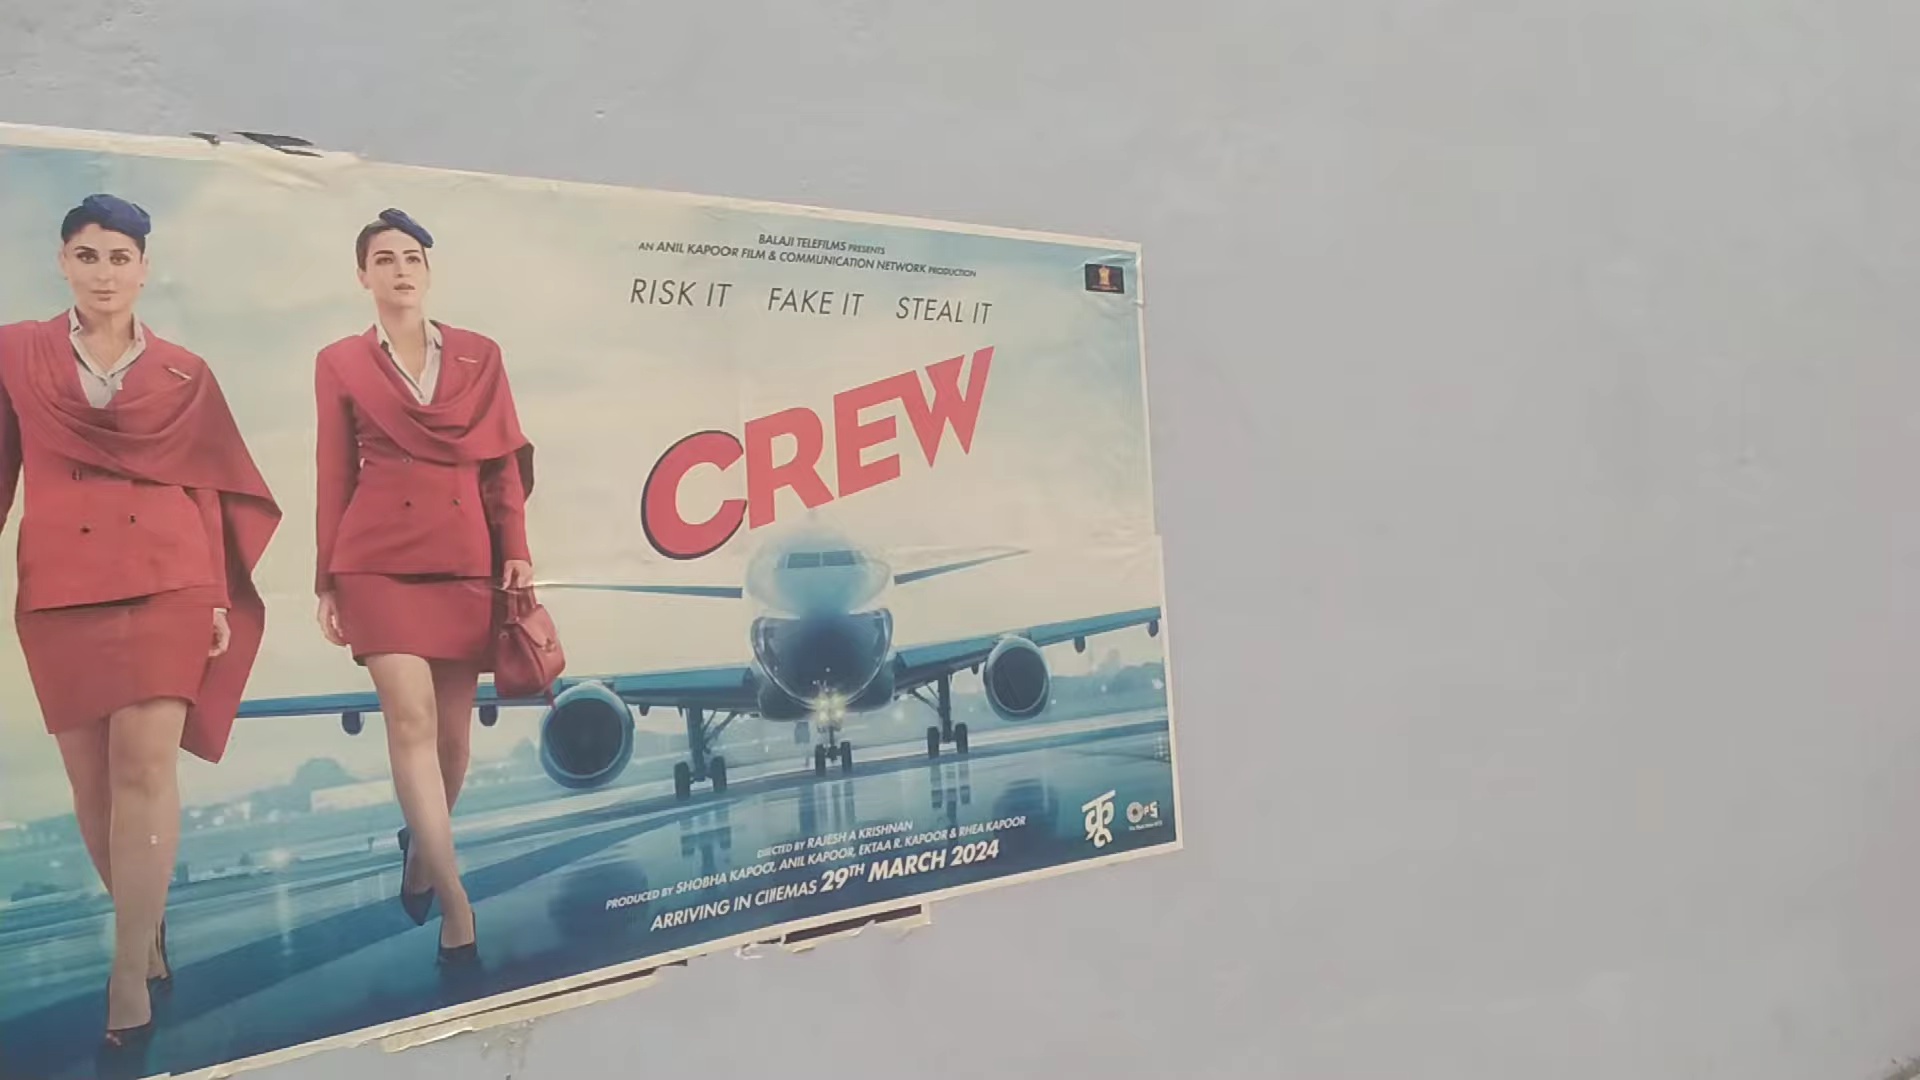 BALAJI TELEFILMS PRESENTS
AN ANIL KAPOOR FILM & COMMUNICATION NETWORK PRODUCTION
RISK IT FAKE IT STEAL IT
CREW
DIRECTED BY RAJESH A KRISHNAN
PRODUCED BY SHOBHA KAPOOR, ANIL KAPOOR, EKTAA R. KAPOOR & RHEA KAPOOR
ARRIVING IN CINEMAS 29TH MARCH 2024
क्रू